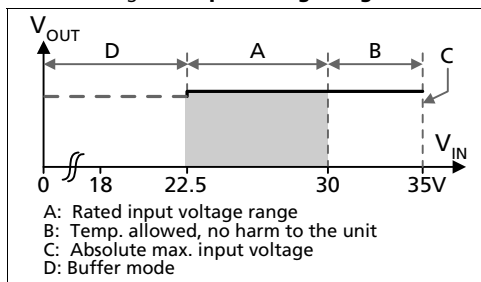 V_OUT
D A B C
V_IN
0 18 22.5 30 35V
A: Rated input voltage range
B: Temp. allowed, no harm to the unit
C: Absolute max. input voltage
D: Buffer mode